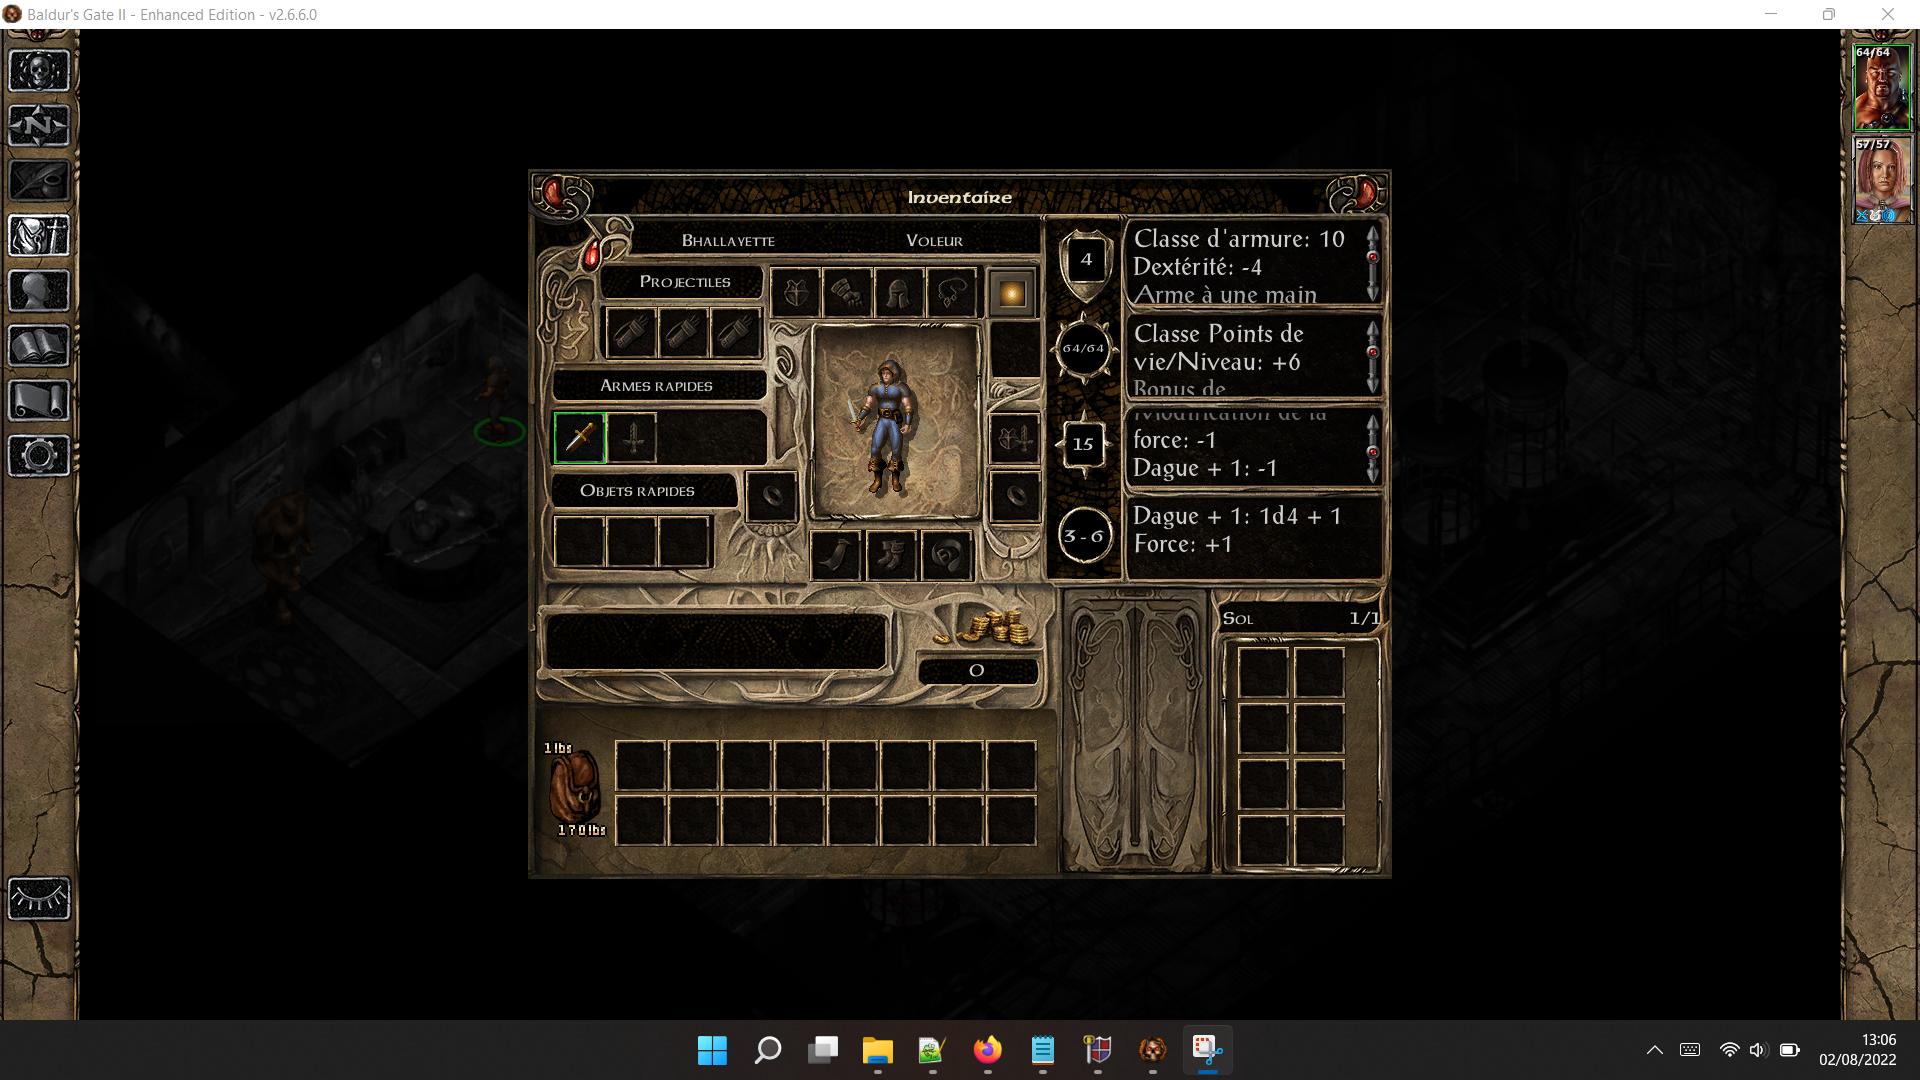 Baldur's Gate II - Enhanced Edition - v2.6.6.0
64/64
57/57
N
Inventaire
Bhallayette
Voleur
Projectiles
Armes rapides
Objets rapides
4
Classe d'armure: 10
Dextérité: -4
Arme à une main
64/64
Classe Points de
vie/Niveau: +6
Bonus de
15
Modification de la
force: -1
Dague + 1: -1
3 - 6
Dague + 1: 1d4 + 1
Force: +1
0
Sol
1/1
1 lbs
170 lbs
13:06
02/08/2022